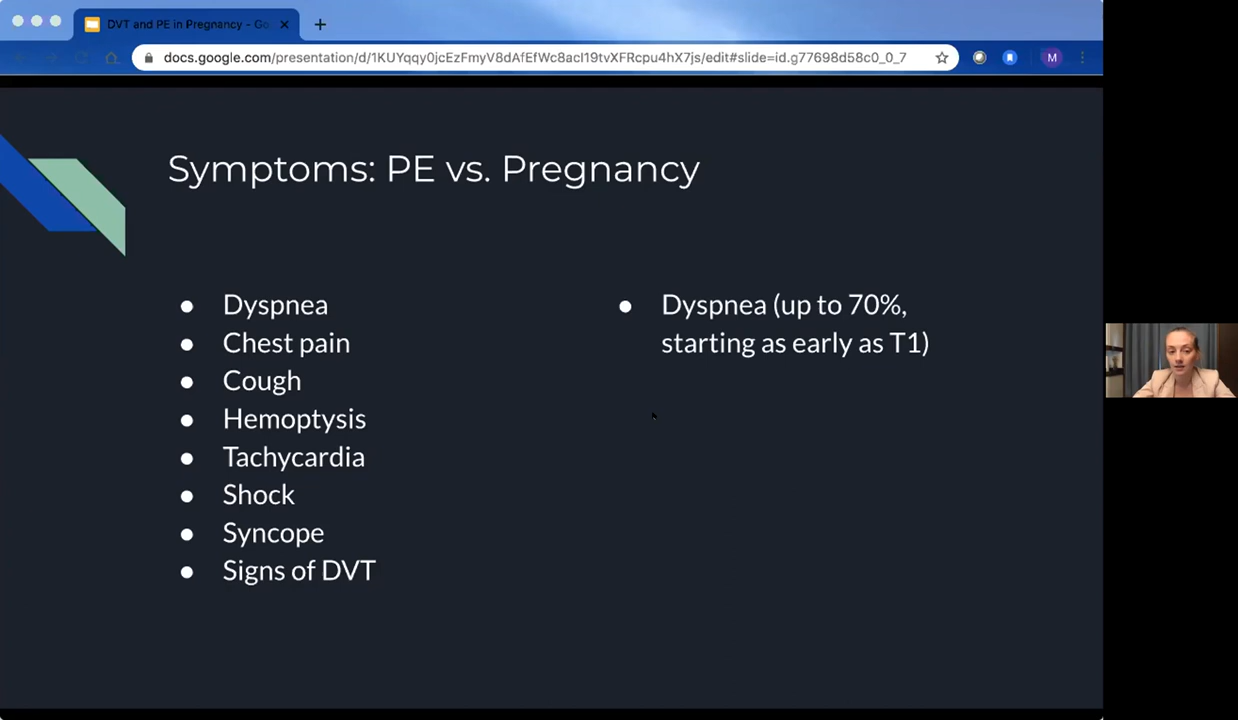 DVT and PE in Pregnancy - Go
docs.google.com/presentation/d/1KUYqqy0jcEzFmyV8dAfEfWc8acI19tvXFRcpu4hX7js/edit#slide=id.g77698d58c0_0_7
M
Symptoms: PE vs. Pregnancy
Dyspnea
Chest pain
Cough
Hemoptysis
Tachycardia
Shock
Syncope
Signs of DVT
Dyspnea (up to 70%,
starting as early as T1)